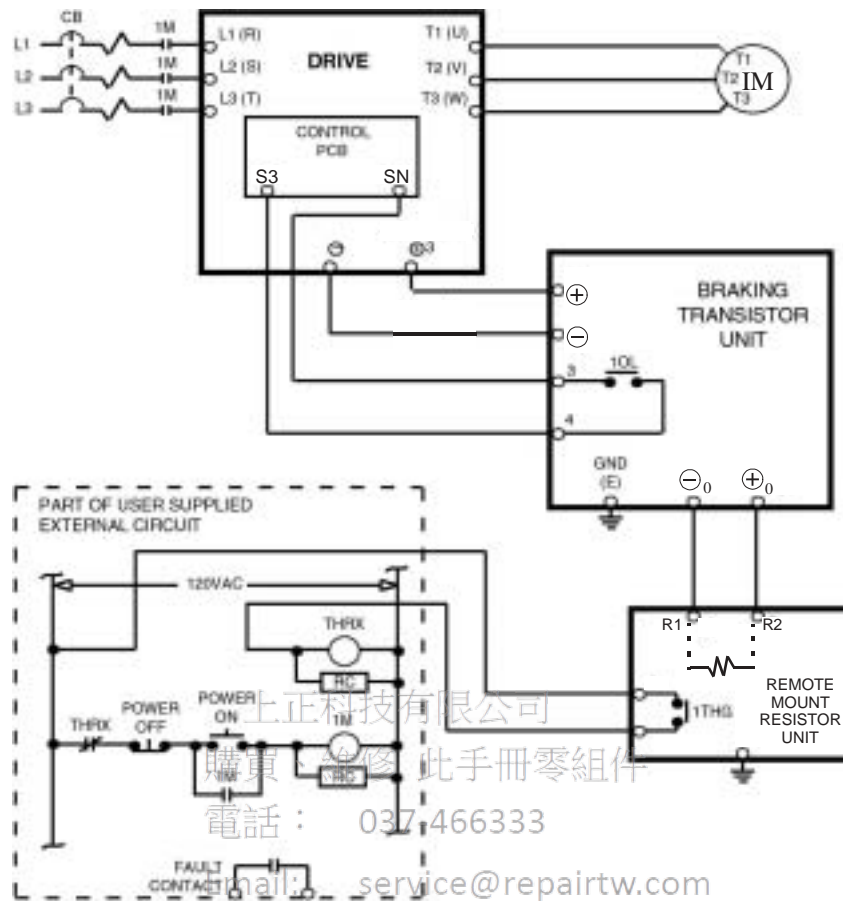 CB
L1
1M
L1 (R)
T1 (U)
T1
L2
1M
L2 (S)
DRIVE
T2 (V)
T2 IM
L3
1M
L3 (T)
T3 (W)
T3
CONTROL
PCB
S3
SN
⊖
⊕3
⊕
BRAKING
TRANSISTOR
UNIT
⊖
3
1OL
4
GND
(E)
⊖0
⊕0
PART OF USER SUPPLIED
EXTERNAL CIRCUIT
120VAC
THRX
RC
R1
R2
REMOTE
MOUNT
RESISTOR
UNIT
1THG
THRX
POWER
OFF
POWER
ON
1M
1M
RC
FAULT
CONTACT
上正科技有限公司
購買、維修 此手冊零組件
電話： 037-466333
Email: service@repairtw.com